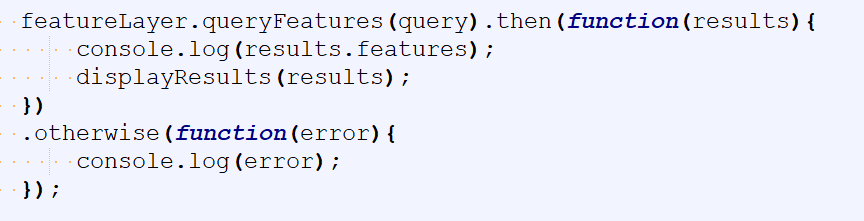 featureLayer.queryFeatures(query).then(function(results){
console.log(results.features);
displayResults(results);
})
.otherwise(function(error){
console.log(error);
});